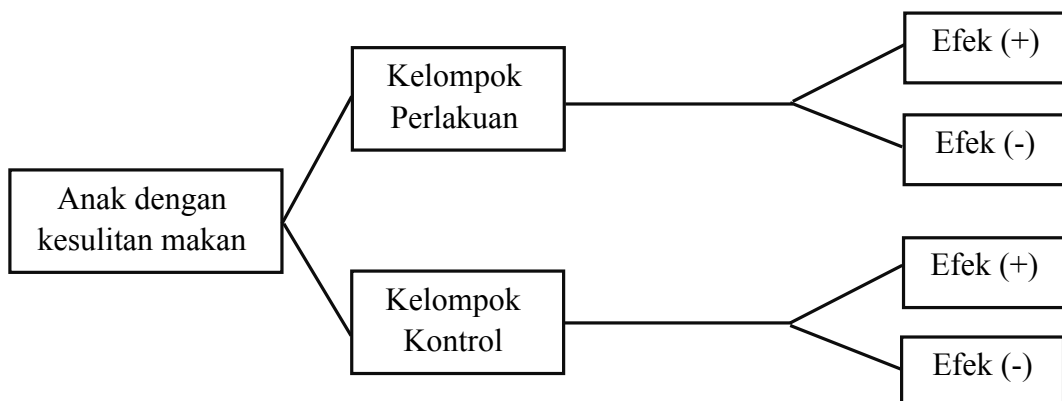 Anak dengan
kesulitan makan
Kelompok
Perlakuan
Efek (+)
Efek (-)
Kelompok
Kontrol
Efek (+)
Efek (-)